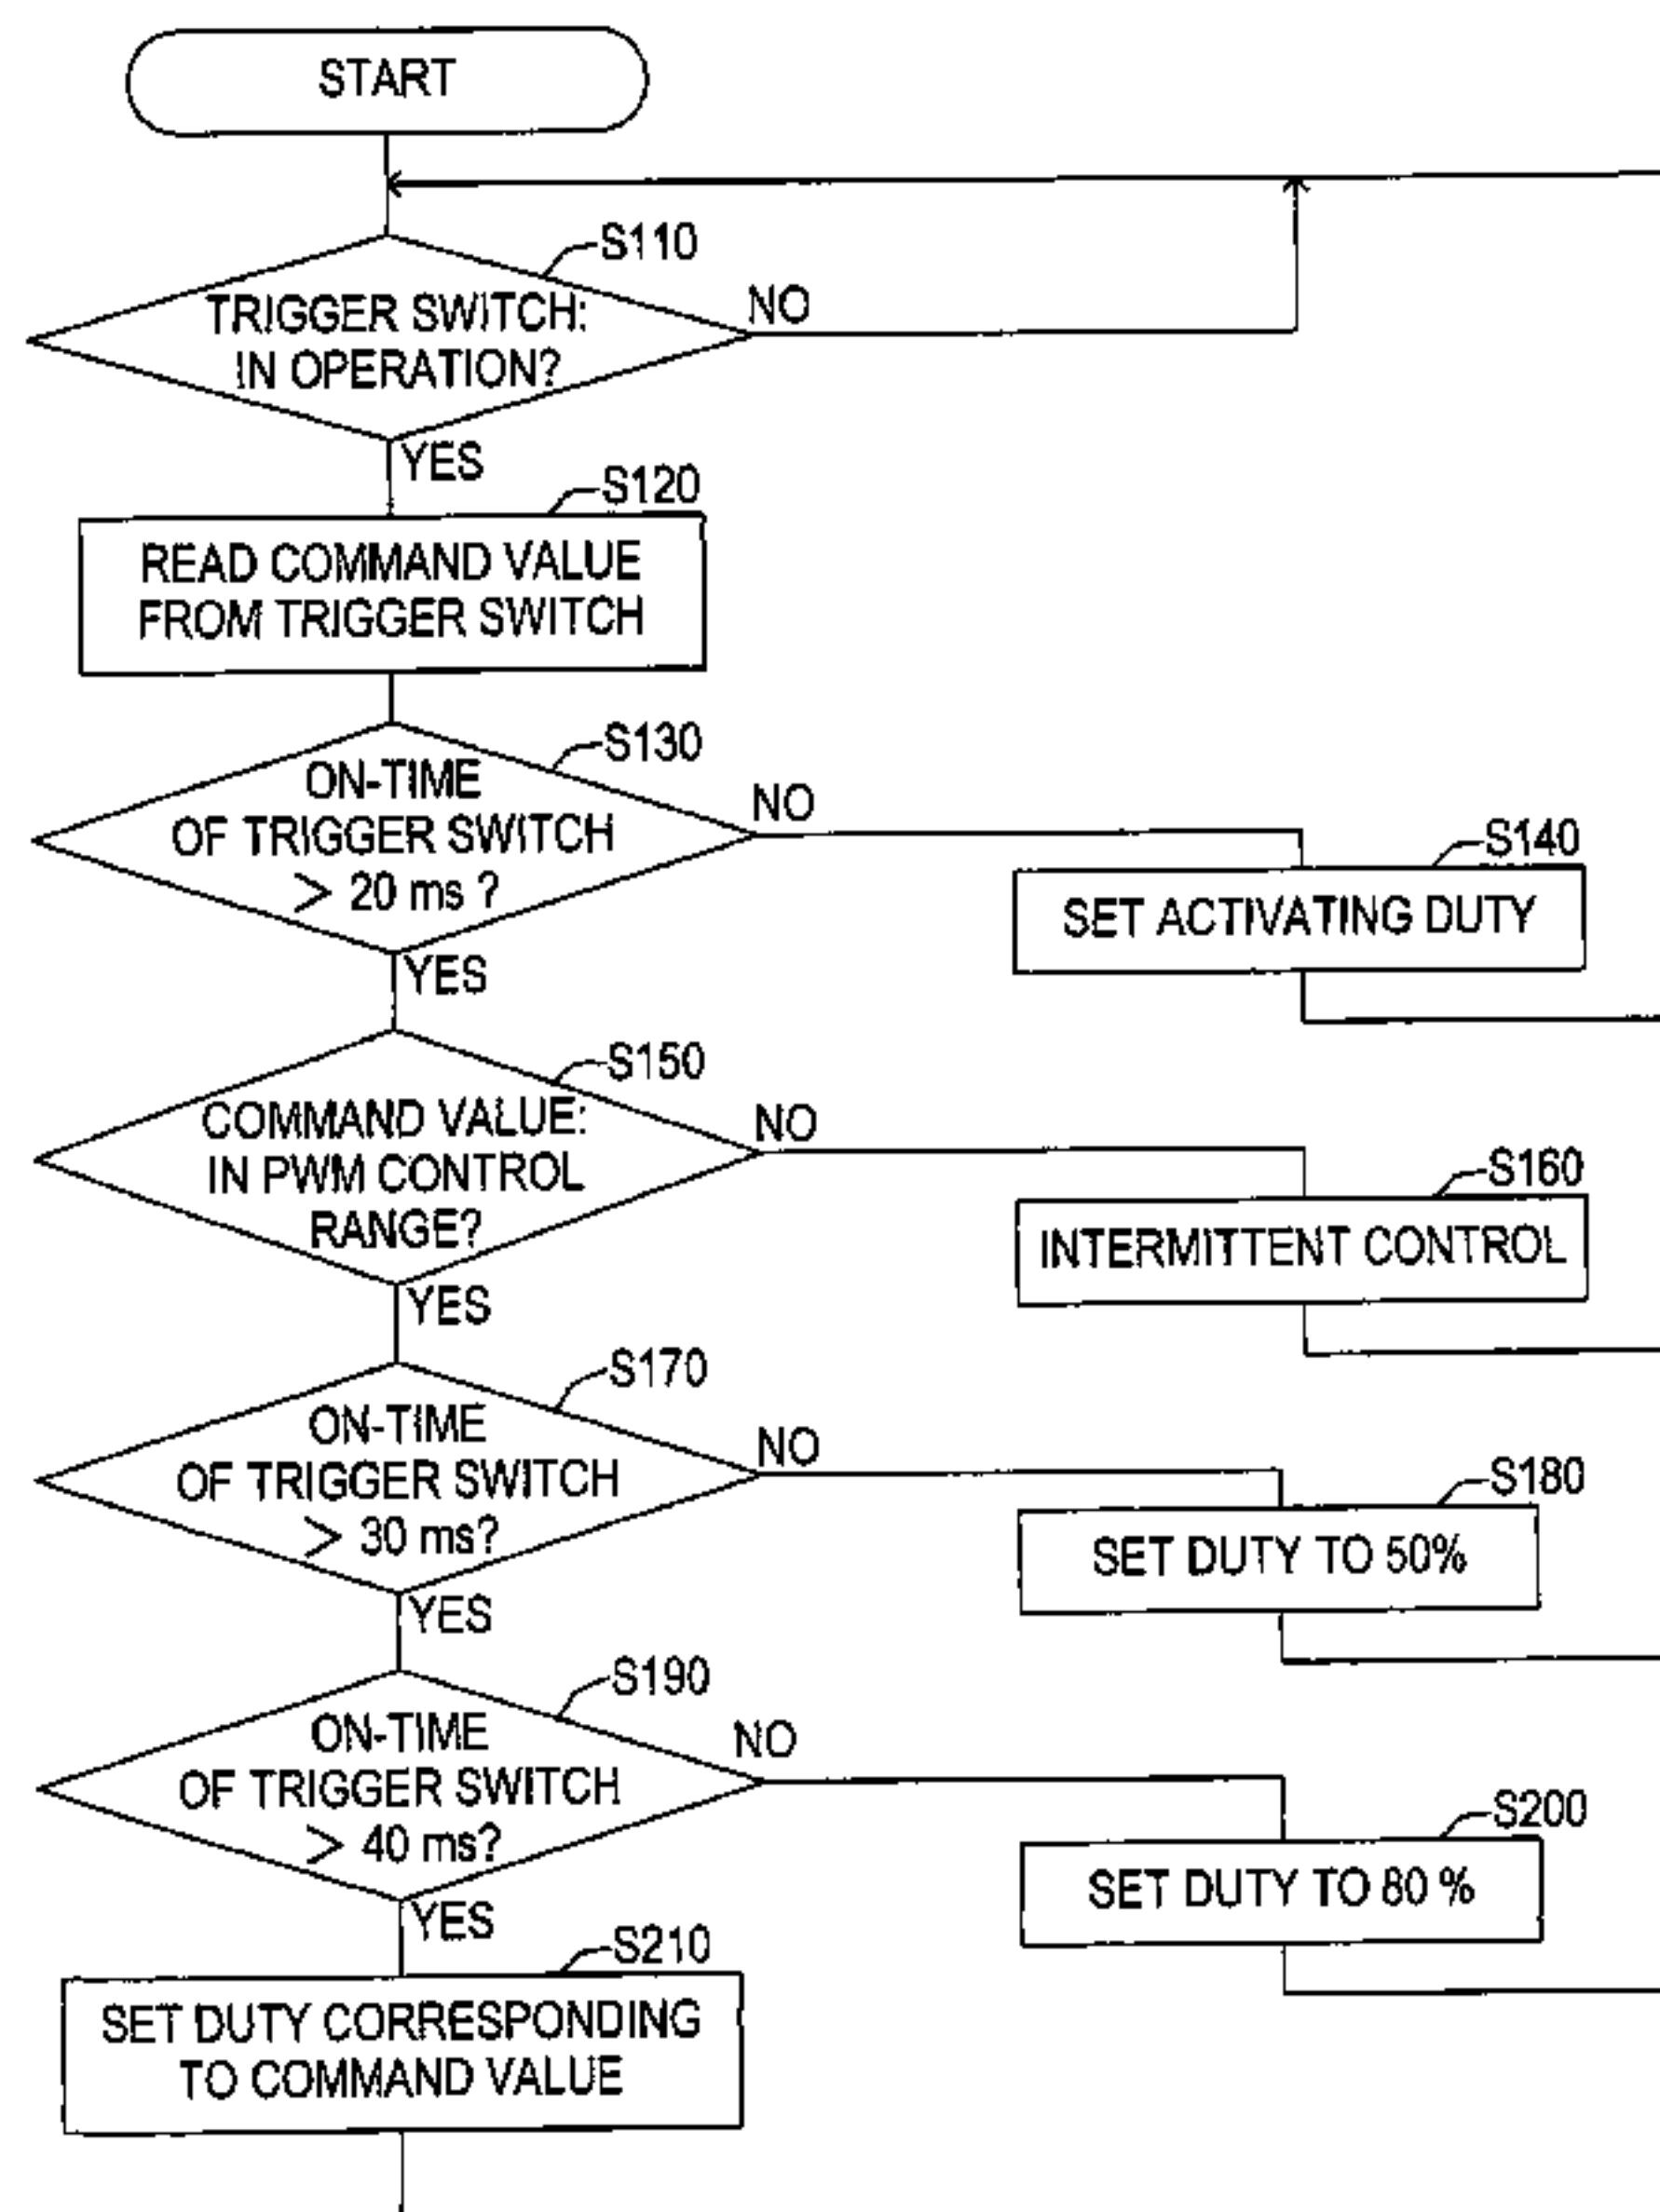 START
S110
TRIGGER SWITCH:
IN OPERATION?
NO
YES
S120
READ COMMAND VALUE
FROM TRIGGER SWITCH
S130
ON-TIME
OF TRIGGER SWITCH
> 20 ms ?
NO
YES
S140
SET ACTIVATING DUTY
S150
COMMAND VALUE:
IN PWM CONTROL
RANGE?
NO
YES
S160
INTERMITTENT CONTROL
S170
ON-TIME
OF TRIGGER SWITCH
> 30 ms?
NO
YES
S180
SET DUTY TO 50%
S190
ON-TIME
OF TRIGGER SWITCH
> 40 ms?
NO
YES
S200
SET DUTY TO 80 %
S210
SET DUTY CORRESPONDING
TO COMMAND VALUE